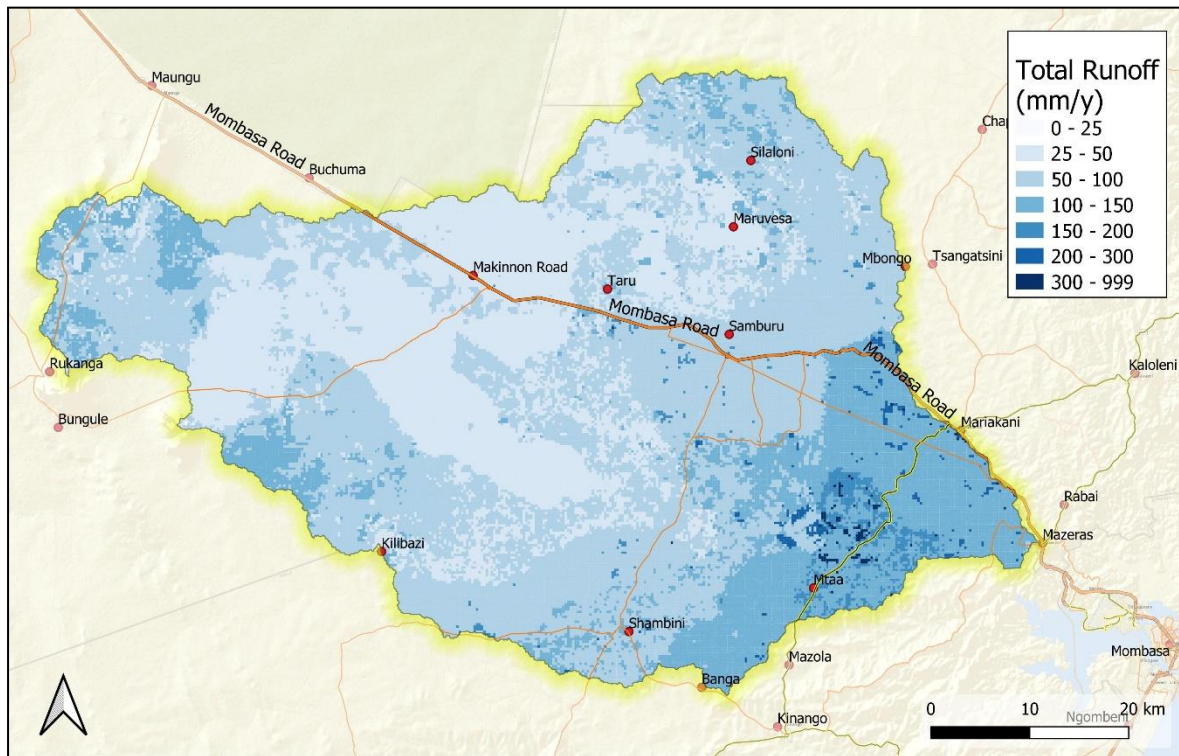 Total Runoff
(mm/y)
0 - 25
25 - 50
50 - 100
100 - 150
150 - 200
200 - 300
300 - 999
Maungu
Mombasa Road
Buchuma
Chap
Silaloni
Maruvesa
Mbongo
Tsangatsini
Makinnon Road
Taru
Mombasa Road
Samburu
Mombasa Road
Rukanga
Kaloleni
Bungule
Mariakani
Rabai
Mazeras
Kilibazi
Mtaa
Shambini
Mazola
Mombasa
Banga
Kinango
Ngombeni
0 10 20 km